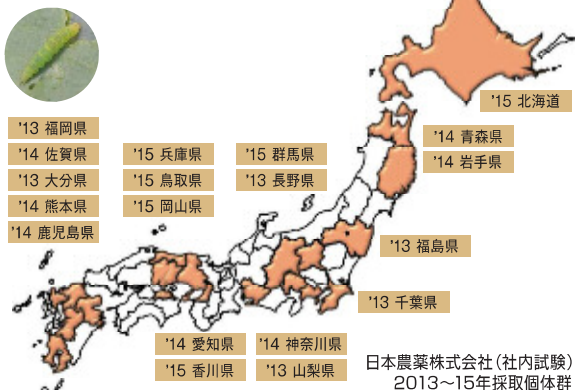 '15 北海道
'13 福岡県
'14 佐賀県
'13 大分県
'14 熊本県
'14 鹿児島県
'15 兵庫県
'15 鳥取県
'15 岡山県
'15 群馬県
'13 長野県
'14 青森県
'14 岩手県
'13 福島県
'13 千葉県
'14 愛知県
'15 香川県
'14 神奈川県
'13 山梨県
日本農薬株式会社(社内試験)
2013〜15年採取個体群